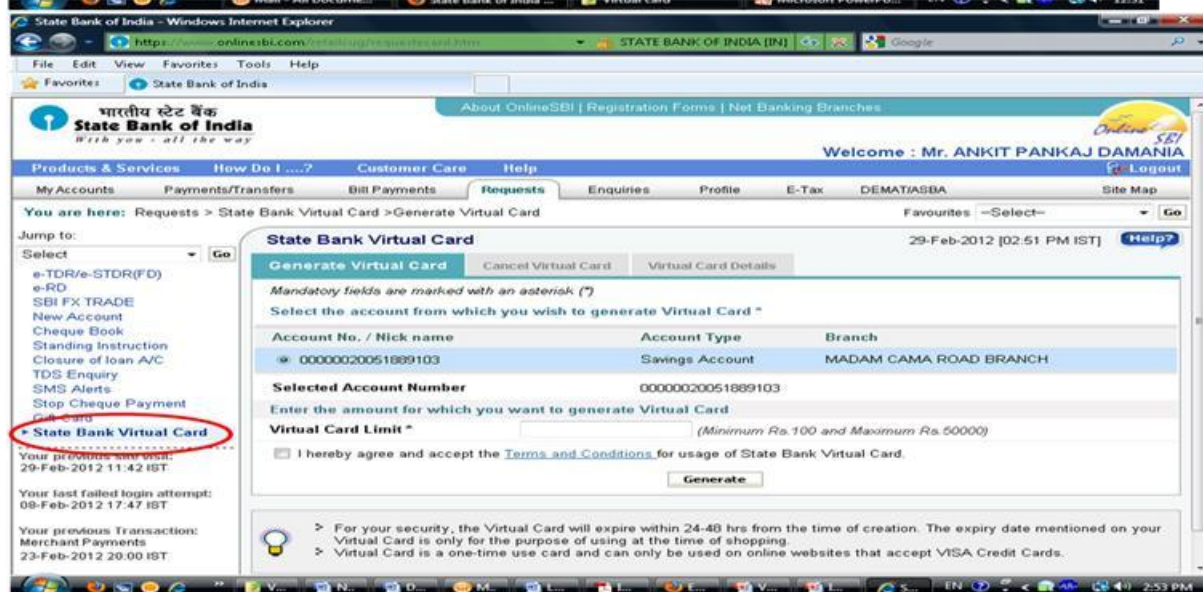 State Bank of India - Windows Internet Explorer
STATE BANK OF INDIA [IN]
Google
File Edit View Favorites Tools Help
Favorites State Bank of India
About OnlineSBI | Registration Forms | Net Banking Branches
भारतीय स्टेट बैंक
State Bank of India
With you - all the way
Online SBI
Welcome : Mr. ANKIT PANKAJ DAMANIA
Products & Services How Do I ....? Customer Care Help Logout
My Accounts Payments/Transfers Bill Payments Requests Enquiries Profile E-Tax DEMAT/ASBA Site Map
You are here: Requests > State Bank Virtual Card >Generate Virtual Card Favourites --Select-- Go
Jump to:
Select Go
e-TDR/e-STDR(FD)
e-RD
SBI FX TRADE
New Account
Cheque Book
Standing Instruction
Closure of loan A/C
TDS Enquiry
SMS Alerts
Stop Cheque Payment
Gift Card
State Bank Virtual Card
Your previous site visit:
29-Feb-2012 11:42 IST
Your last failed login attempt:
08-Feb-2012 17:47 IST
Your previous Transaction:
Merchant Payments
23-Feb-2012 20:00 IST
State Bank Virtual Card 29-Feb-2012 [02:51 PM IST] Help?
Generate Virtual Card Cancel Virtual Card Virtual Card Details
Mandatory fields are marked with an asterisk (*)
Select the account from which you wish to generate Virtual Card *
Account No. / Nick name Account Type Branch
00000020051889103 Savings Account MADAM CAMA ROAD BRANCH
Selected Account Number 00000020051889103
Enter the amount for which you want to generate Virtual Card
Virtual Card Limit * (Minimum Rs.100 and Maximum Rs.50000)
I hereby agree and accept the Terms and Conditions for usage of State Bank Virtual Card.
Generate
> For your security, the Virtual Card will expire within 24-48 hrs from the time of creation. The expiry date mentioned on your
Virtual Card is only for the purpose of using at the time of shopping.
> Virtual Card is a one-time use card and can only be used on online websites that accept VISA Credit Cards.
EN 2:53 PM